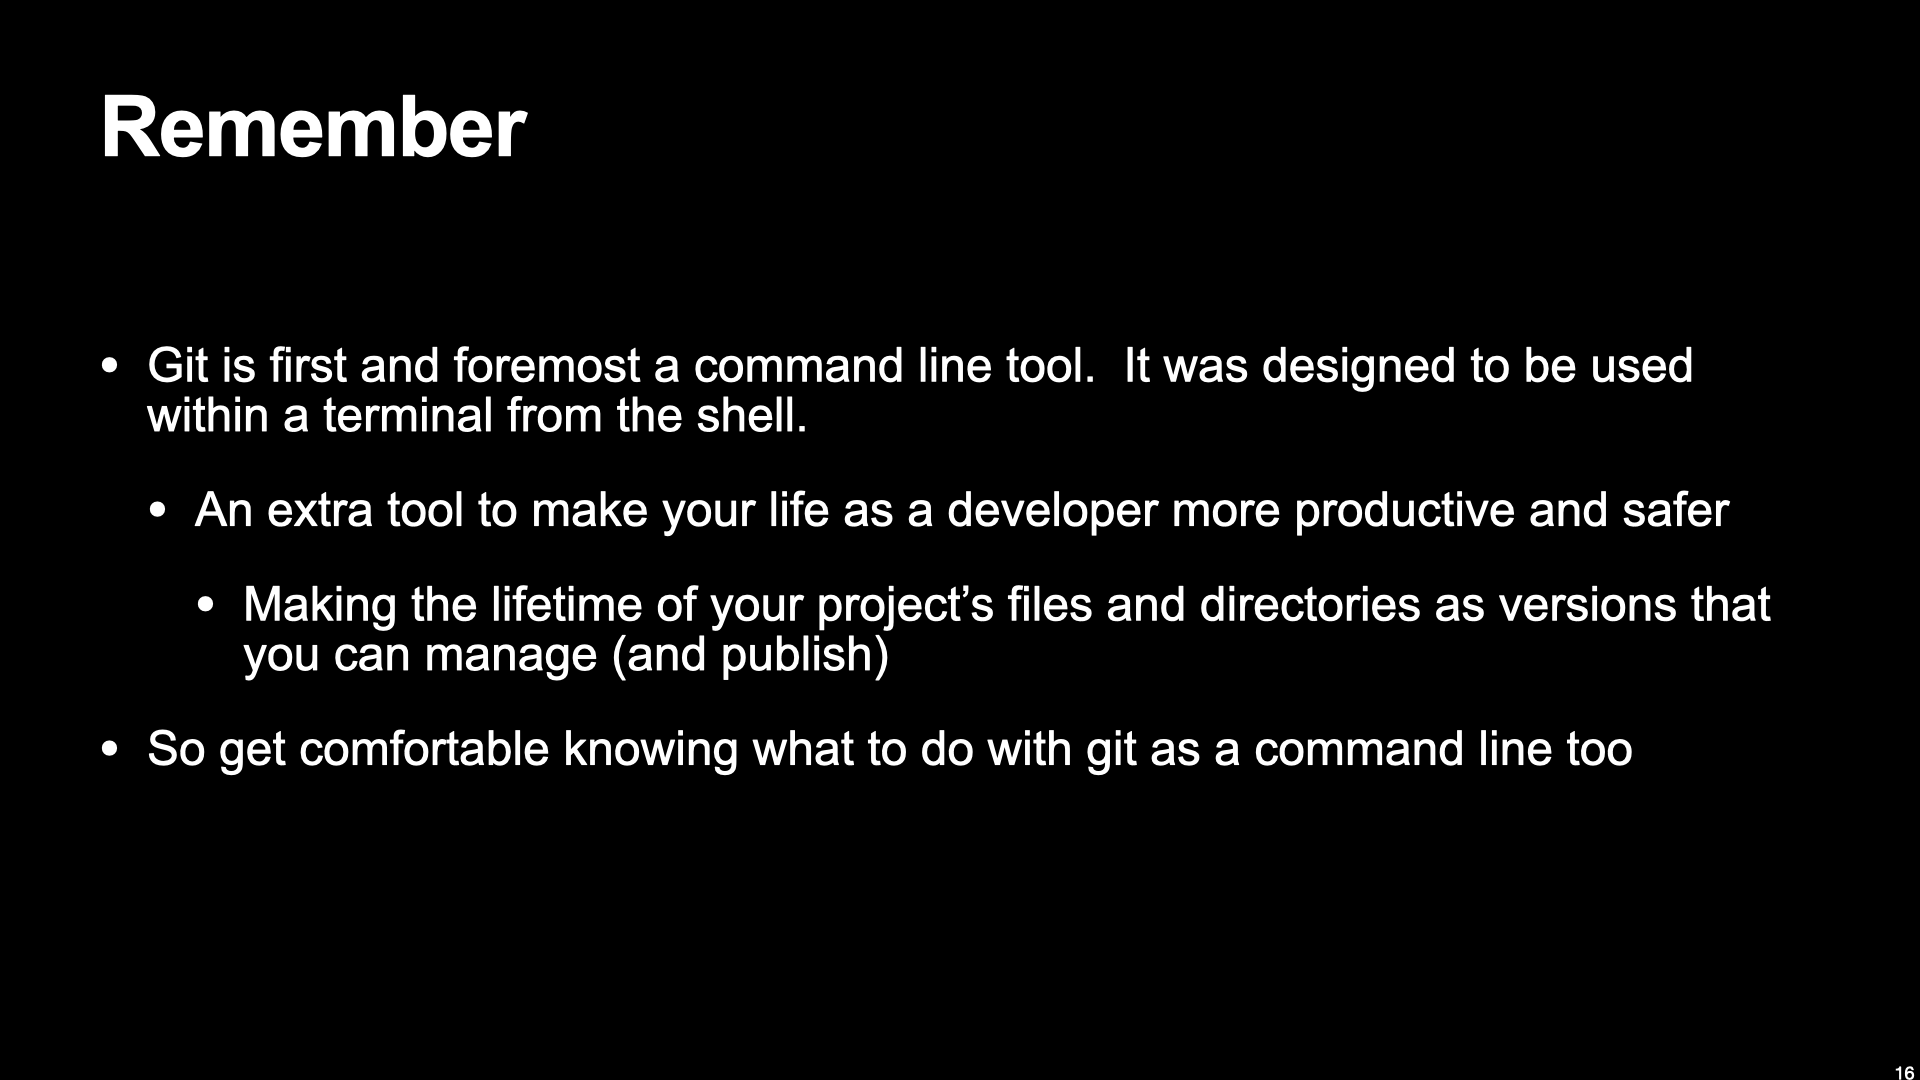 Remember
• Git is first and foremost a command line tool.  It was designed to be used
within a terminal from the shell.
• An extra tool to make your life as a developer more productive and safer
• Making the lifetime of your project’s files and directories as versions that
you can manage (and publish)
• So get comfortable knowing what to do with git as a command line too
16